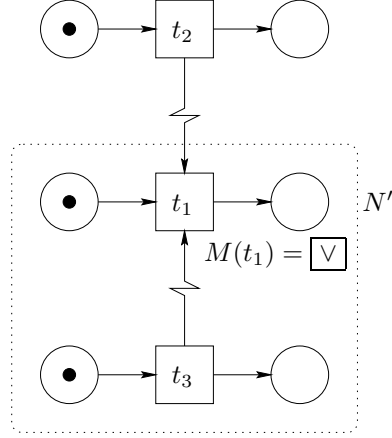 t₂
t₁
N′
M(t₁) = ∨
t₃